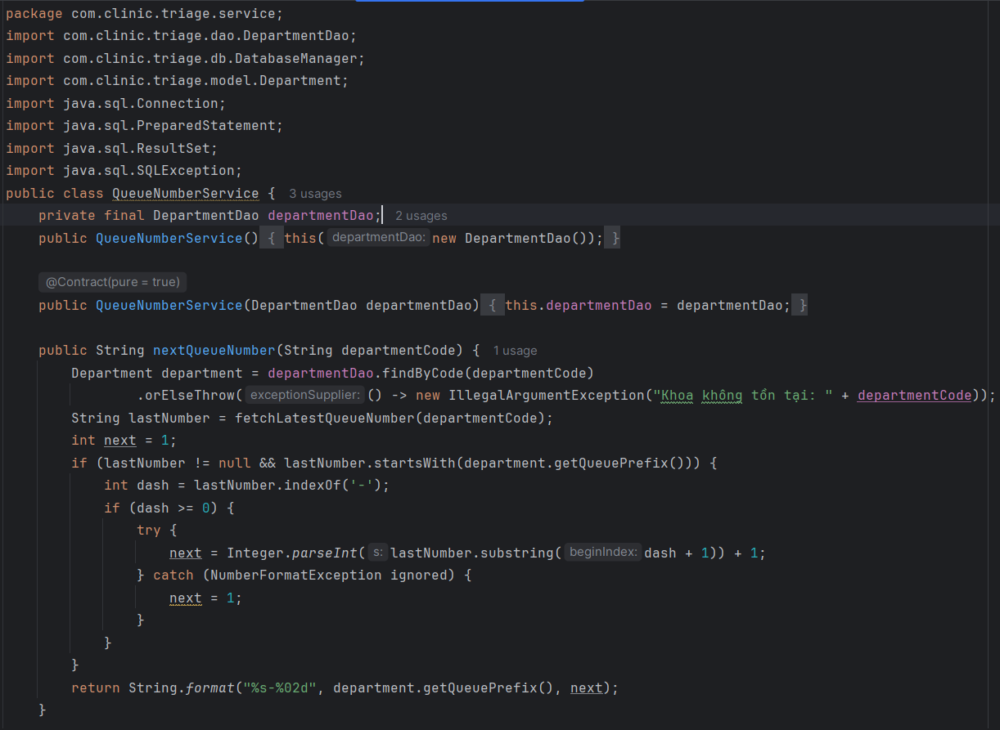 package com.clinic.triage.service;
import com.clinic.triage.dao.DepartmentDao;
import com.clinic.triage.db.DatabaseManager;
import com.clinic.triage.model.Department;
import java.sql.Connection;
import java.sql.PreparedStatement;
import java.sql.ResultSet;
import java.sql.SQLException;
public class QueueNumberService { 3 usages
    private final DepartmentDao departmentDao; 2 usages
    public QueueNumberService() { this( departmentDao: new DepartmentDao()); }
    @Contract(pure = true)
    public QueueNumberService(DepartmentDao departmentDao) { this.departmentDao = departmentDao; }
    public String nextQueueNumber(String departmentCode) { 1 usage
        Department department = departmentDao.findByCode(departmentCode)
                .orElseThrow( exceptionSupplier: () -> new IllegalArgumentException("Khoa không tồn tại: " + departmentCode));
        String lastNumber = fetchLatestQueueNumber(departmentCode);
        int next = 1;
        if (lastNumber != null && lastNumber.startsWith(department.getQueuePrefix())) {
            int dash = lastNumber.indexOf('-');
            if (dash >= 0) {
                try {
                    next = Integer.parseInt( s: lastNumber.substring( beginIndex: dash + 1)) + 1;
                } catch (NumberFormatException ignored) {
                    next = 1;
                }
            }
        }
        return String.format("%s-%02d", department.getQueuePrefix(), next);
    }